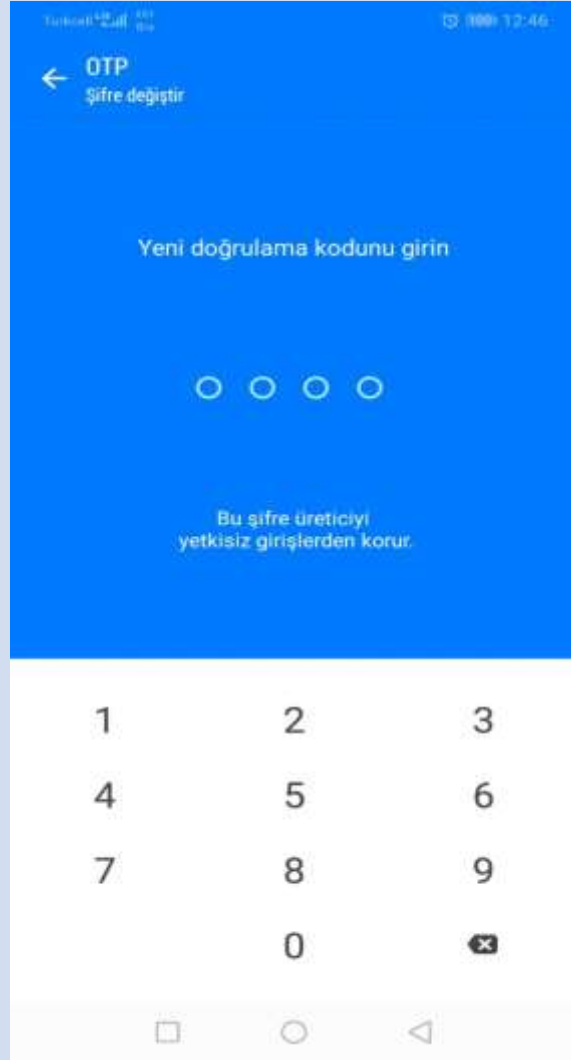 Turkcell
12:46
OTP
Şifre değiştir
Yeni doğrulama kodunu girin
Bu şifre üreticiyi
yetkisiz girişlerden korur.
1 2 3
4 5 6
7 8 9
0